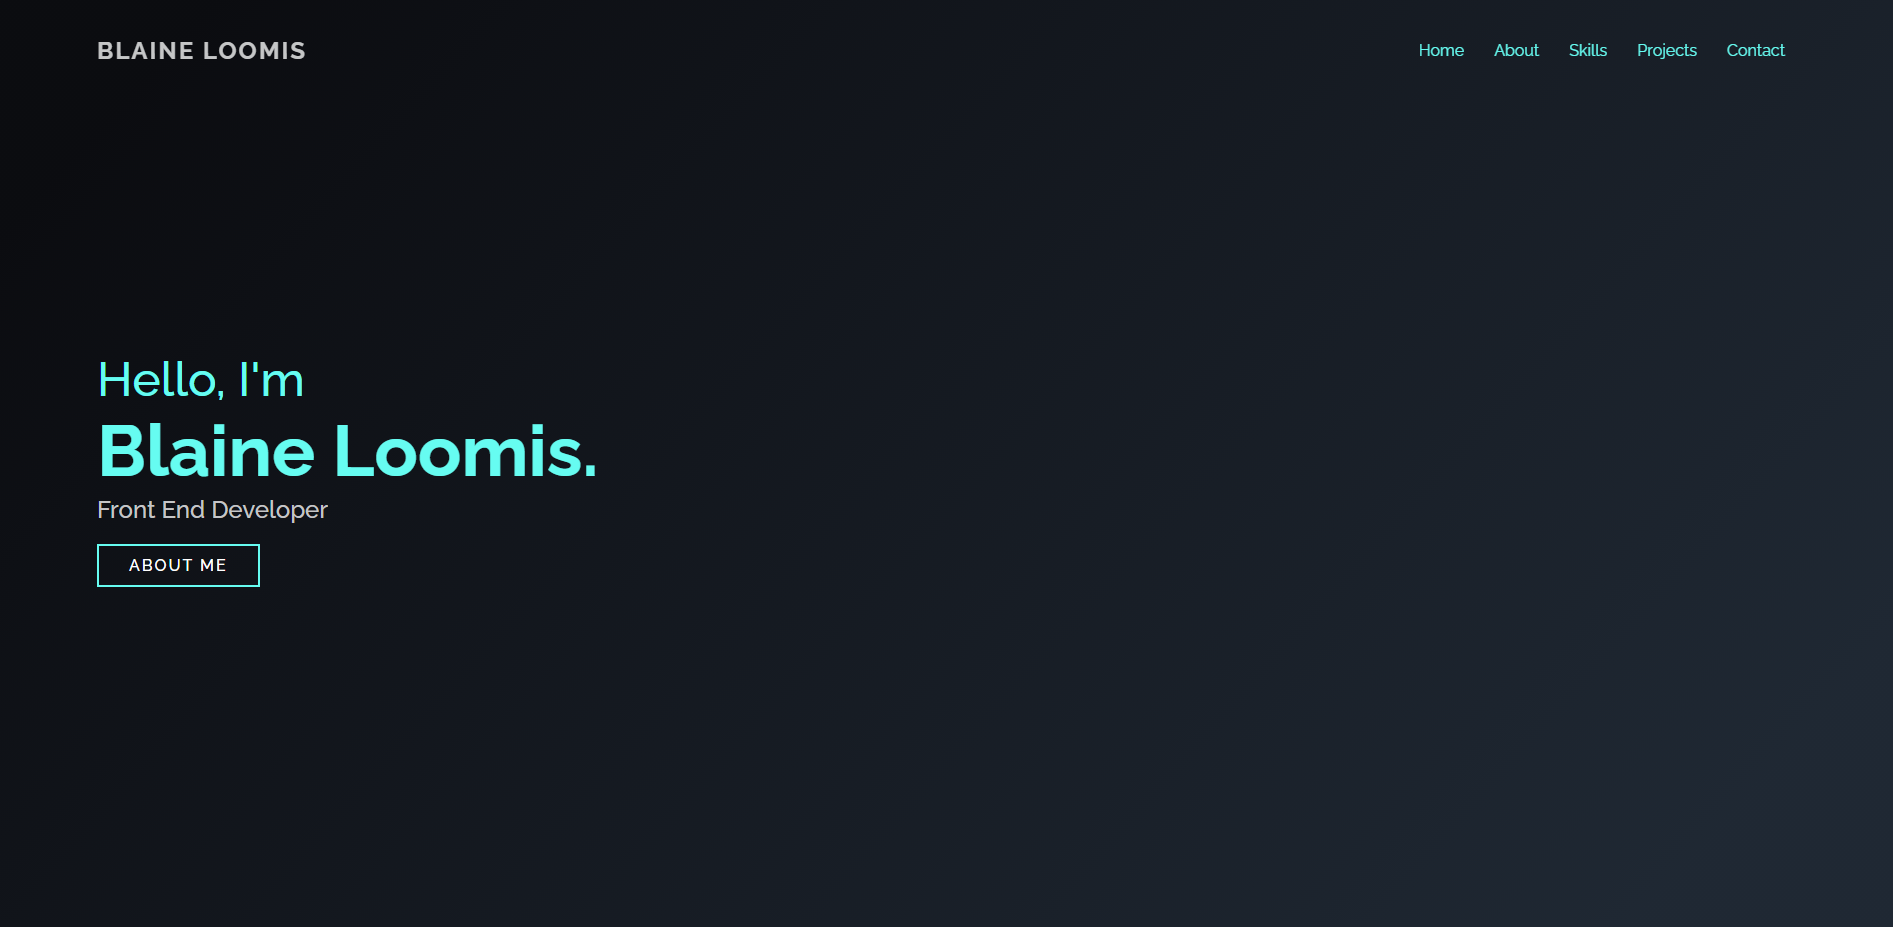 BLAINE LOOMIS
Home About Skills Projects Contact
Hello, I'm
Blaine Loomis.
Front End Developer
ABOUT ME